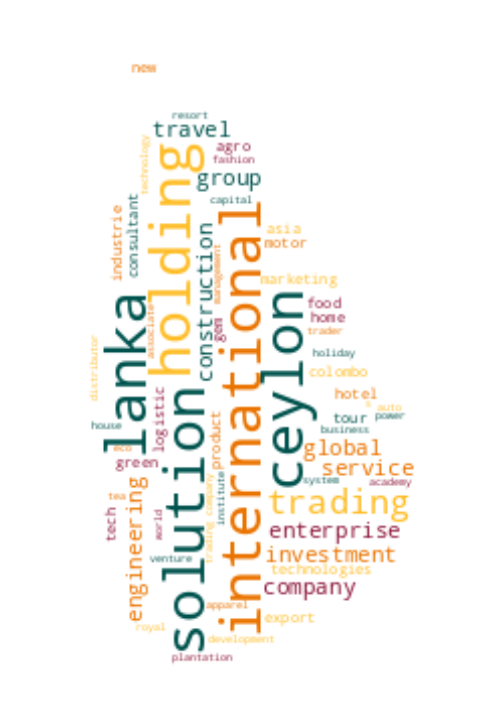 new
resort
travel
technology
agro
fashion
holding
group
consultant
capital
industrie
international
construction
asia
motor
management
marketing
lanka
ceylon
food
home
gem
associate
trader
distributor
holiday
colombo
logistic
solution
hotel
s
auto
product
tour
power
house
business
eco
global
green
service
trading company
institute
system
academy
engineering
tea
trading
tech
world
enterprise
investment
venture
technologies
company
apparel
export
royal
development
plantation